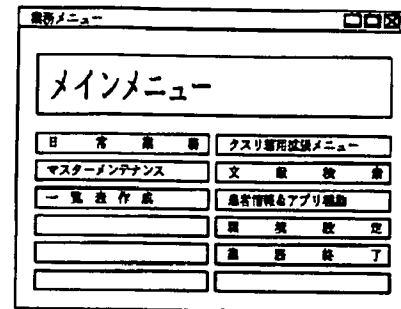 業務メニュー
メインメニュー
日常業務
クスリ専用拡張メニュー
マスターメンテナンス
文献検索
一覧表作成
患者情報&アプリ起動
環境設定
業務終了